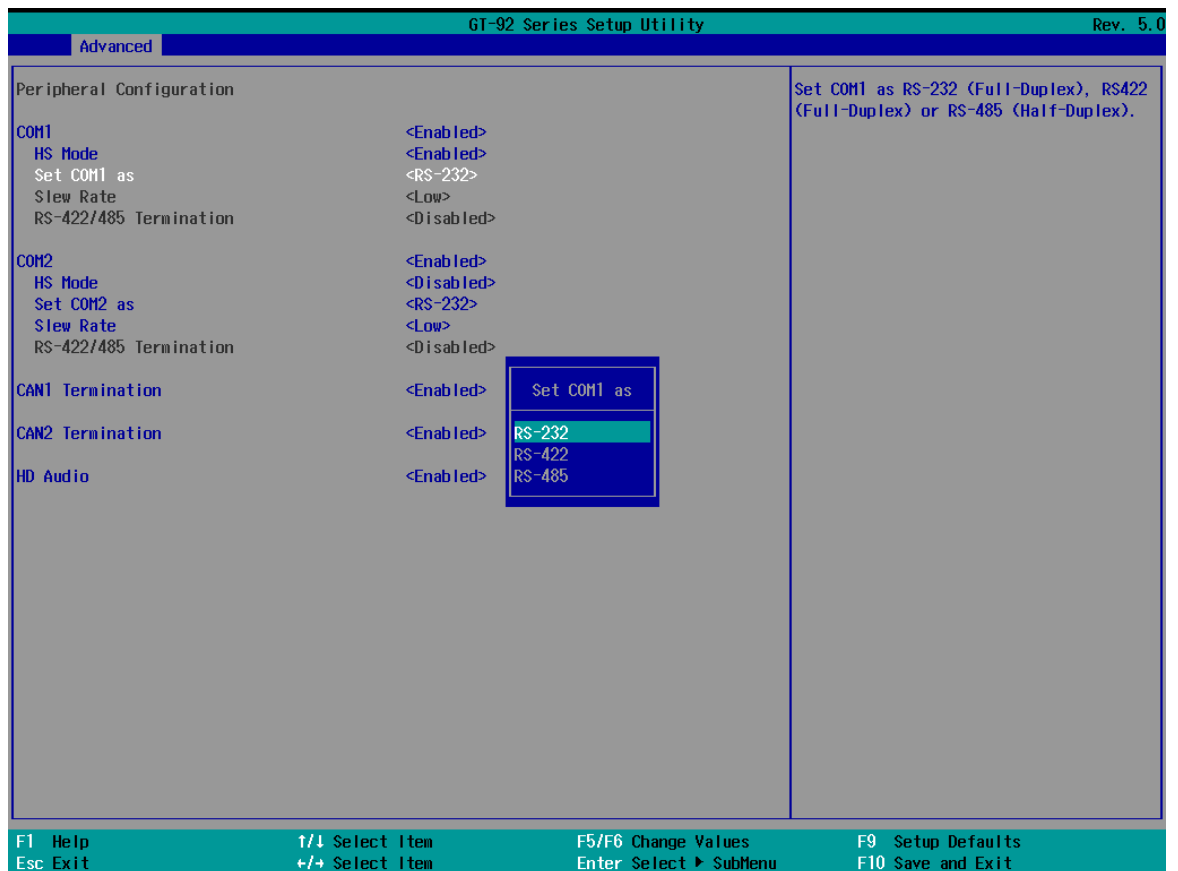 GT-92 Series Setup Utility Rev. 5.0
Advanced
Peripheral Configuration
COM1 <Enabled>
HS Mode <Enabled>
Set COM1 as <RS-232>
Slew Rate <Low>
RS-422/485 Termination <Disabled>
COM2 <Enabled>
HS Mode <Disabled>
Set COM2 as <RS-232>
Slew Rate <Low>
RS-422/485 Termination <Disabled>
CAN1 Termination <Enabled>
CAN2 Termination <Enabled>
HD Audio <Enabled>
Set COM1 as
RS-232
RS-422
RS-485
Set COM1 as RS-232 (Full-Duplex), RS422
(Full-Duplex) or RS-485 (Half-Duplex).
F1 Help ↑/↓ Select Item F5/F6 Change Values F9 Setup Defaults
Esc Exit ←/→ Select Item Enter Select ▶ SubMenu F10 Save and Exit